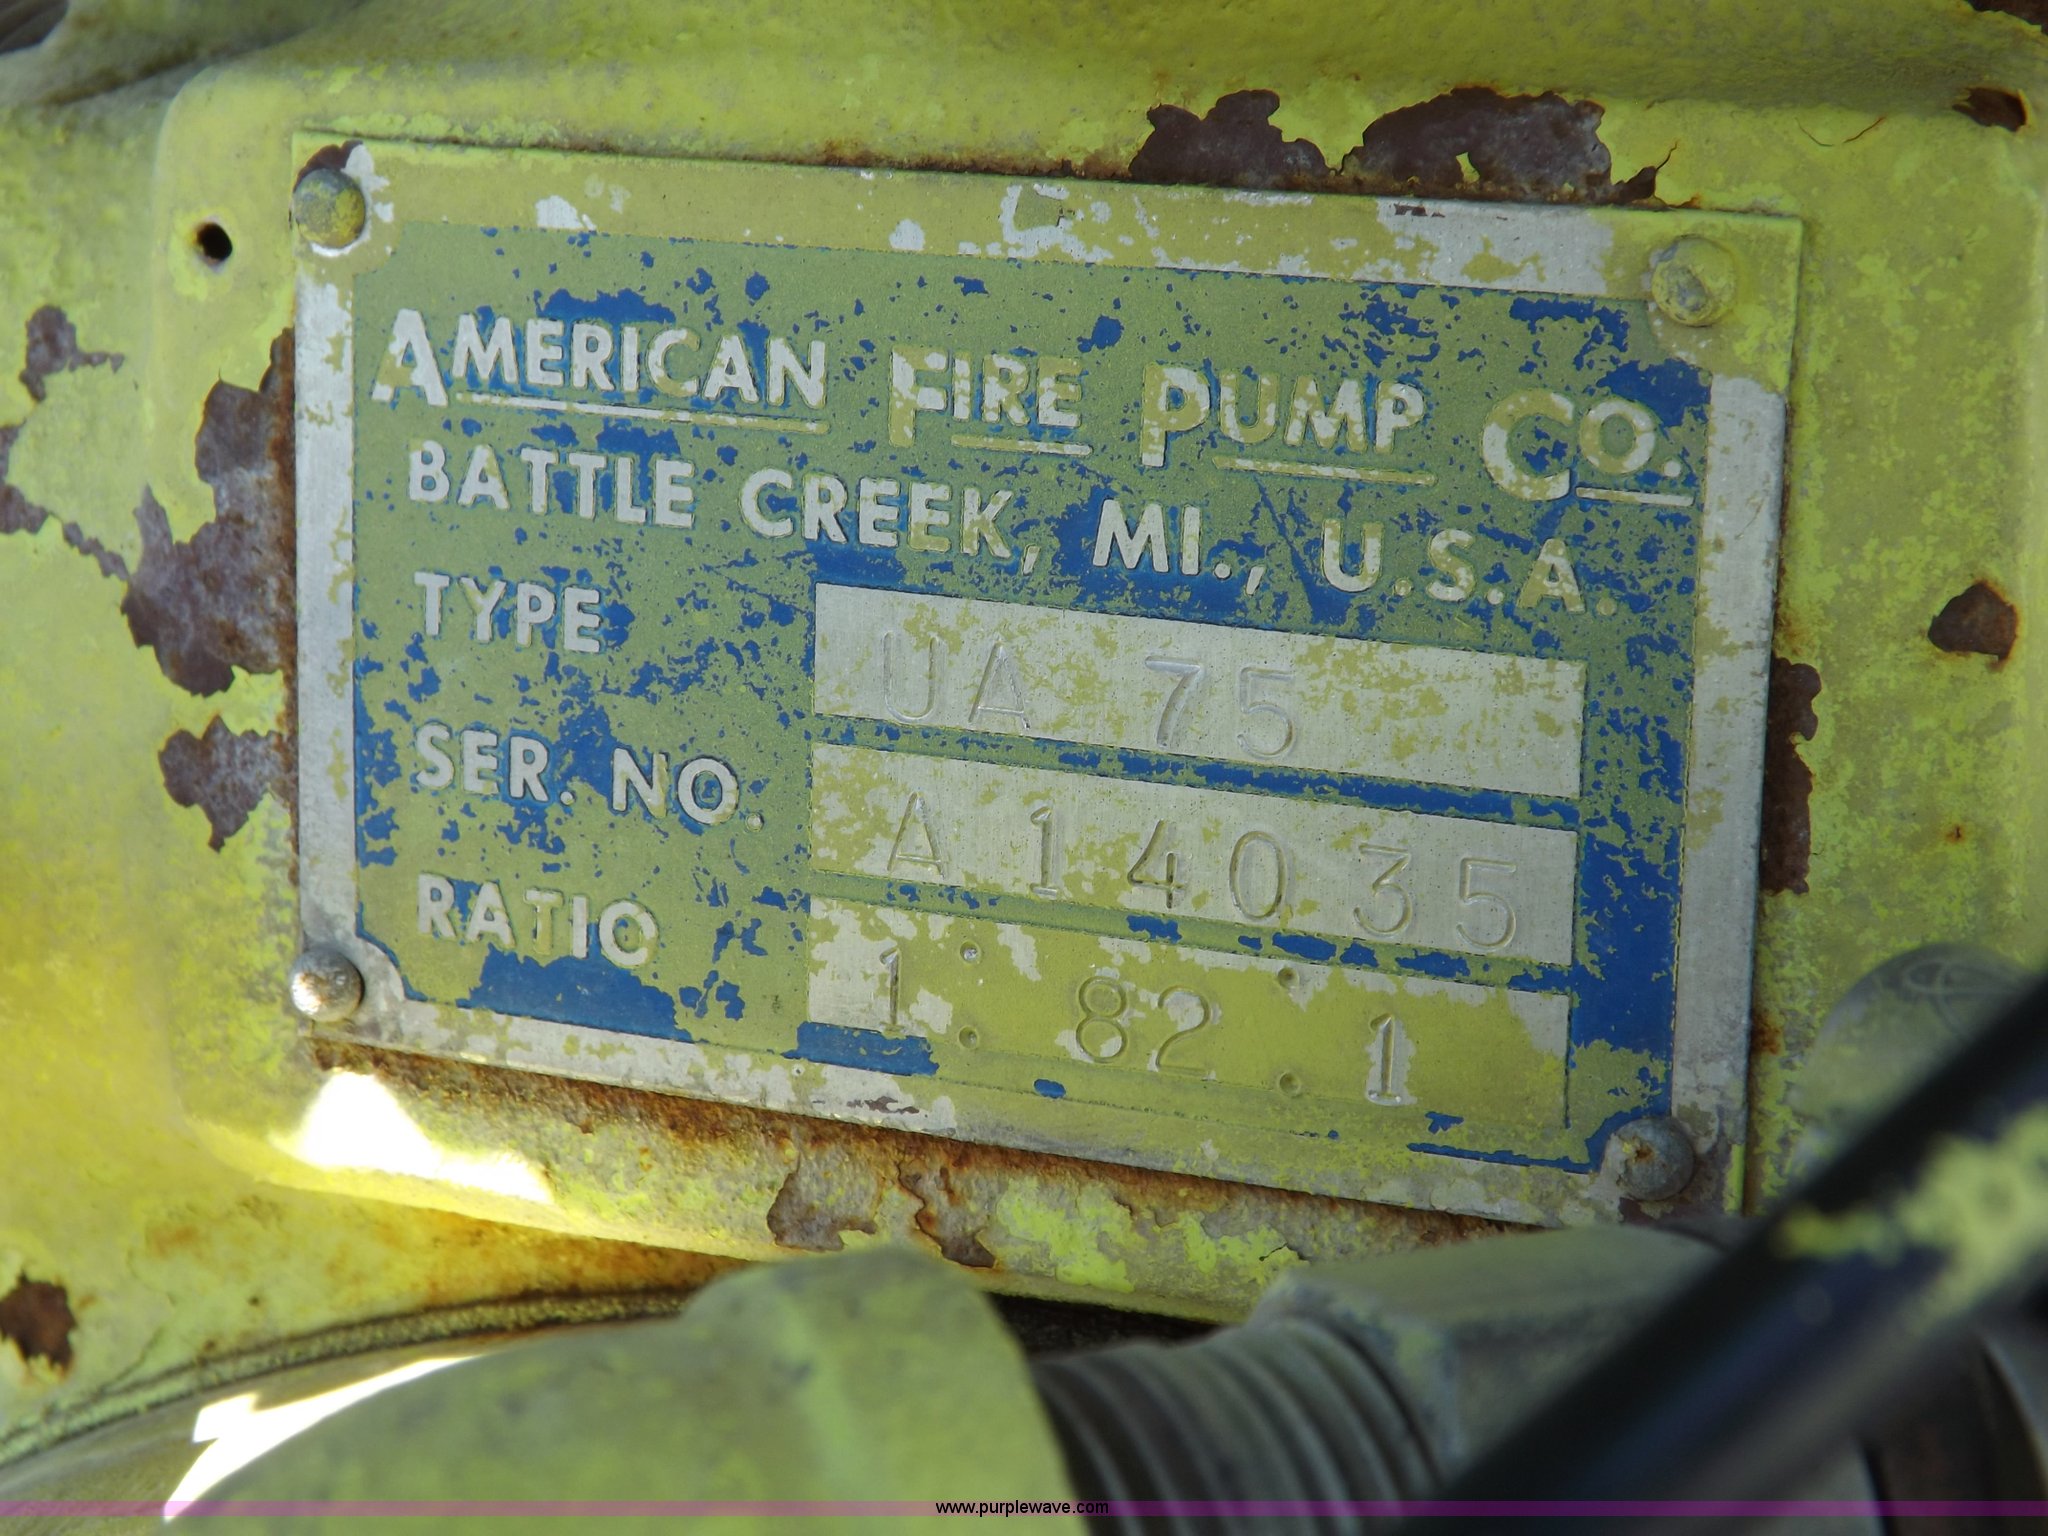 AMERICAN FIRE PUMP CO.
BATTLE CREEK, MI., U.S.A.
TYPE UA 75
SER. NO. A14035
RATIO 1:82:1
www.purplewave.com